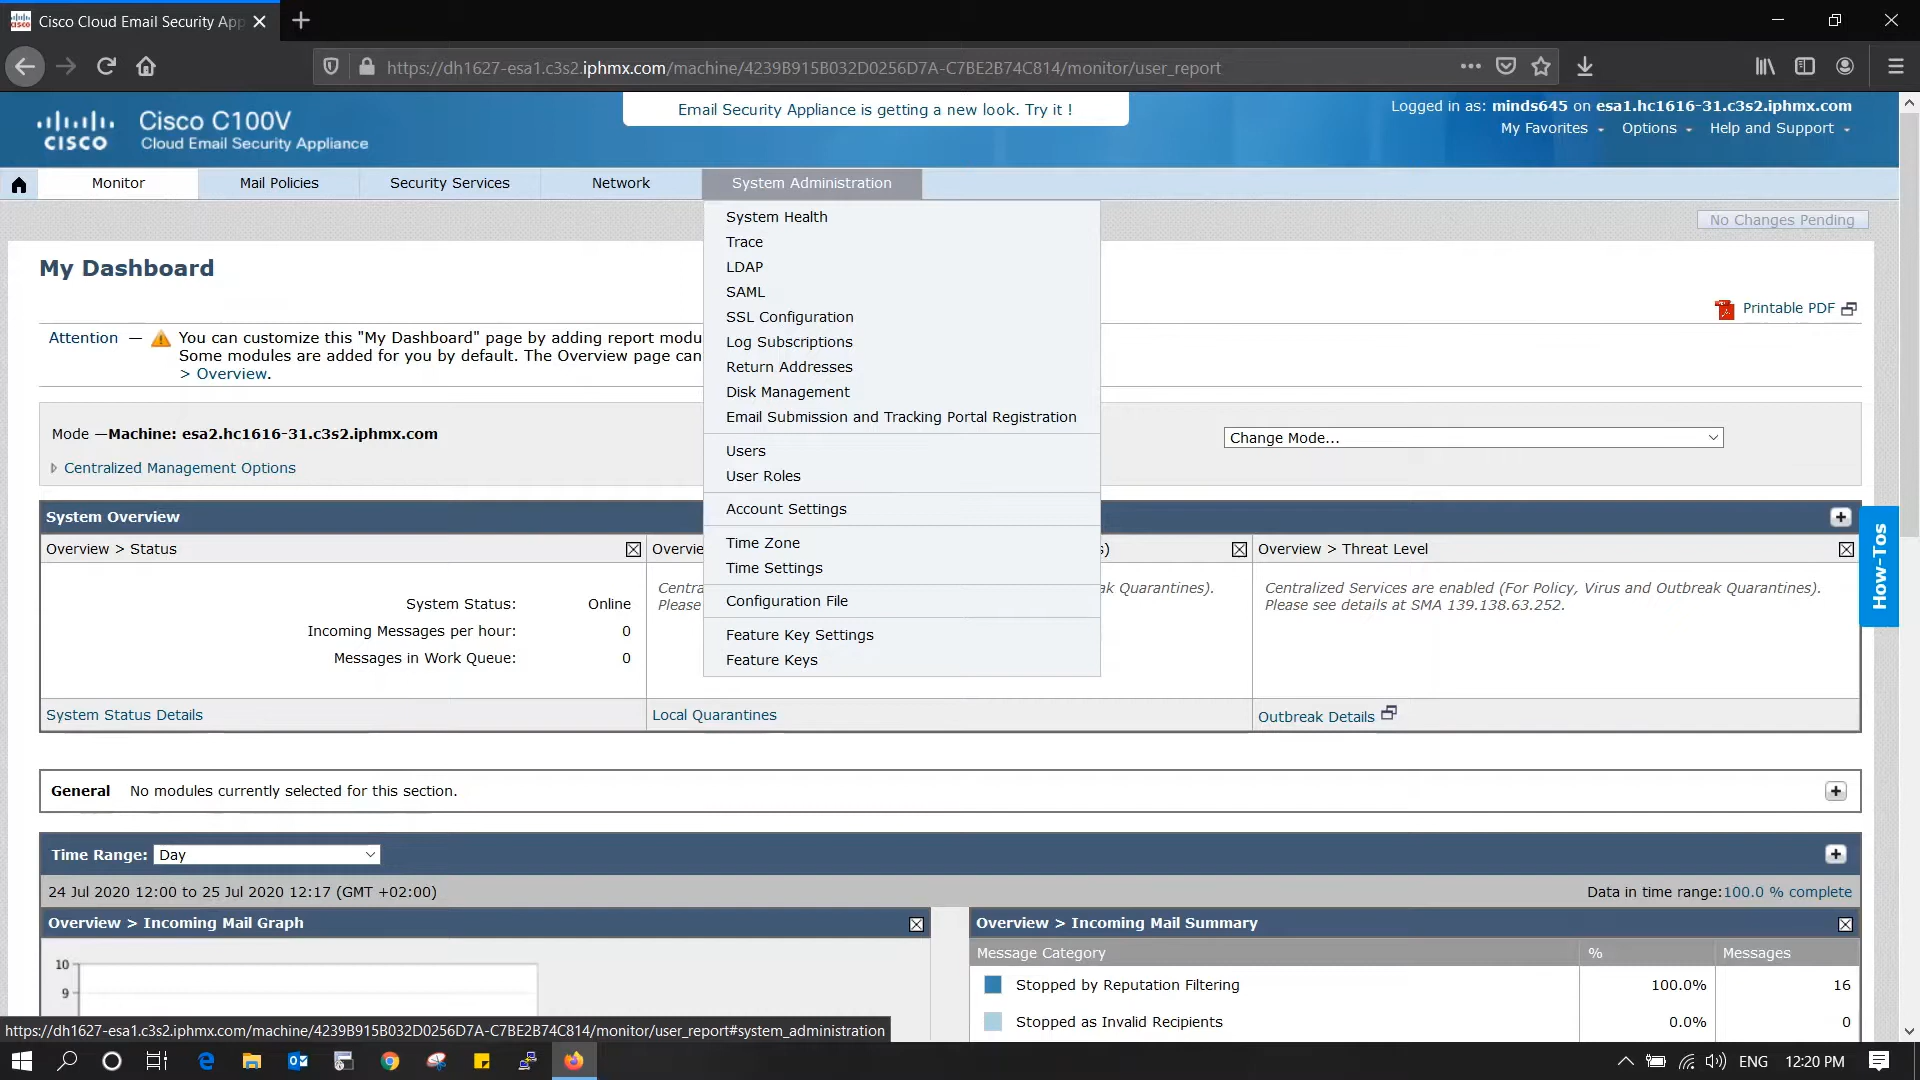 Cisco Cloud Email Security App
https://dh1627-esa1.c3s2.iphmx.com/machine/4239B915B032D0256D7A-C7BE2B74C814/monitor/user_report
CISCO
Cisco C100V
Cloud Email Security Appliance
Email Security Appliance is getting a new look. Try it !
Logged in as: minds645 on esa1.hc1616-31.c3s2.iphmx.com
My Favorites Options Help and Support
Monitor Mail Policies Security Services Network System Administration
No Changes Pending
System Health
Trace
LDAP
SAML
SSL Configuration
Log Subscriptions
Return Addresses
Disk Management
Email Submission and Tracking Portal Registration
Users
User Roles
Account Settings
Time Zone
Time Settings
Configuration File
Feature Key Settings
Feature Keys
My Dashboard
Printable PDF
Attention — You can customize this "My Dashboard" page by adding report modu
Some modules are added for you by default. The Overview page can
> Overview.
Mode —Machine: esa2.hc1616-31.c3s2.iphmx.com
Change Mode...
Centralized Management Options
System Overview
Overview > Status
Overvie
s)
Overview > Threat Level
System Status: Online
Incoming Messages per hour: 0
Messages in Work Queue: 0
Centra
ak Quarantines).
Please
Centralized Services are enabled (For Policy, Virus and Outbreak Quarantines).
Please see details at SMA 139.138.63.252.
System Status Details
Local Quarantines
Outbreak Details
How-Tos
General No modules currently selected for this section.
Time Range: Day
24 Jul 2020 12:00 to 25 Jul 2020 12:17 (GMT +02:00)
Data in time range:100.0 % complete
Overview > Incoming Mail Graph
10
9
Overview > Incoming Mail Summary
Message Category % Messages
Stopped by Reputation Filtering 100.0% 16
Stopped as Invalid Recipients 0.0% 0
https://dh1627-esa1.c3s2.iphmx.com/machine/4239B915B032D0256D7A-C7BE2B74C814/monitor/user_report#system_administration
ENG 12:20 PM